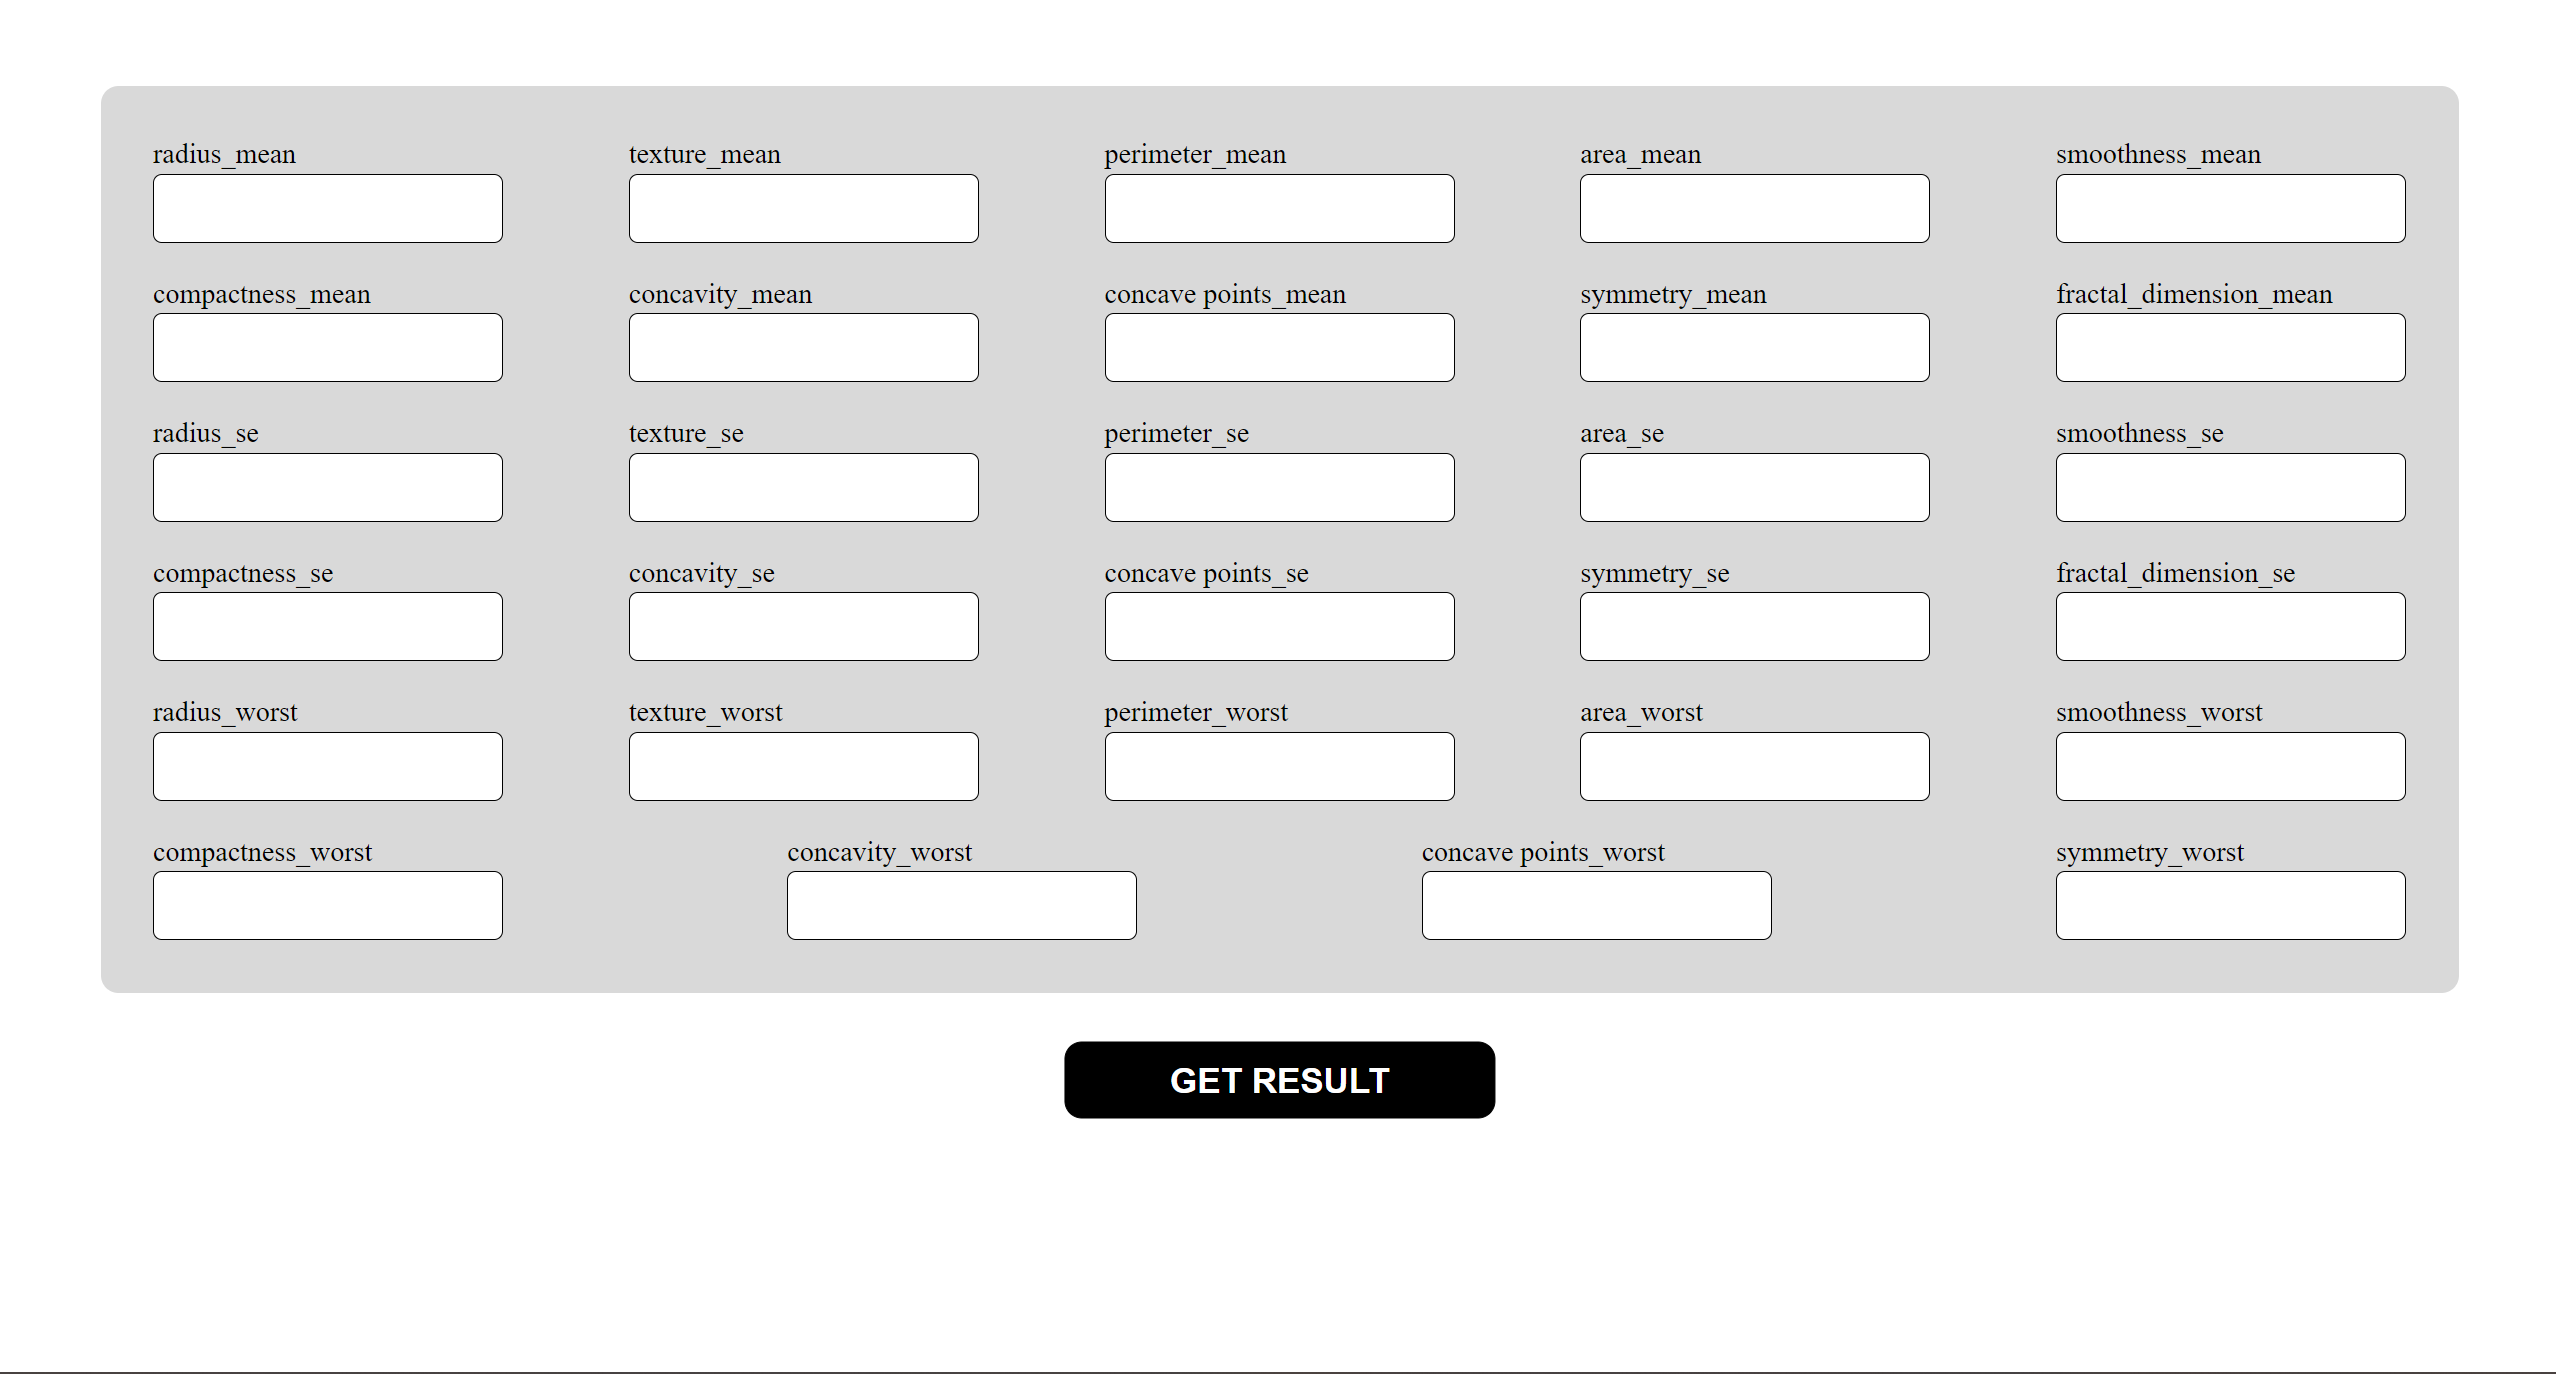 radius_mean texture_mean perimeter_mean area_mean smoothness_mean
compactness_mean concavity_mean concave points_mean symmetry_mean fractal_dimension_mean
radius_se texture_se perimeter_se area_se smoothness_se
compactness_se concavity_se concave points_se symmetry_se fractal_dimension_se
radius_worst texture_worst perimeter_worst area_worst smoothness_worst
compactness_worst concavity_worst concave points_worst symmetry_worst
GET RESULT